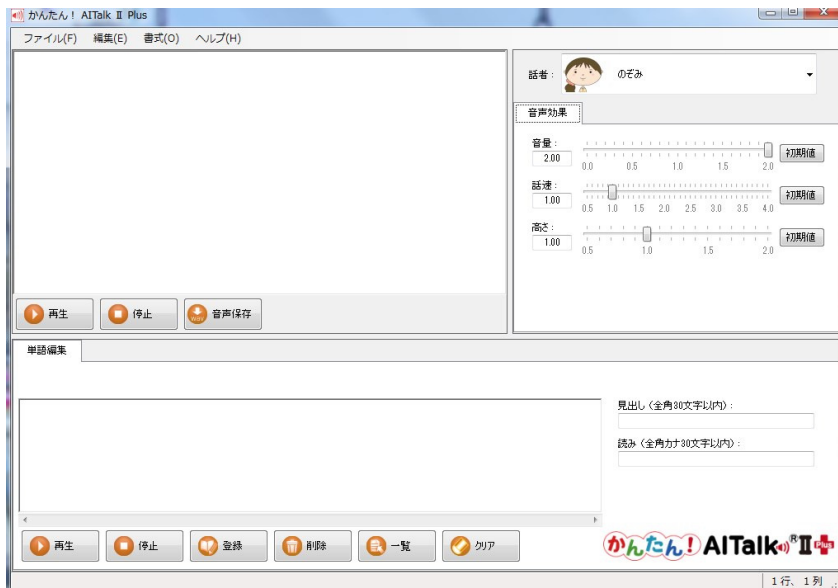 かんたん！ AITalk Ⅱ Plus
ファイル(F) 編集(E) 書式(O) ヘルプ(H)
話者： のぞみ
音声効果
音量：
2.00 初期値
0.0 0.5 1.0 1.5 2.0
話速：
1.00 初期値
0.5 1.0 1.5 2.0 2.5 3.0 3.5 4.0
高さ：
1.00 初期値
0.5 1.0 1.5 2.0
再生 停止 WAV 音声保存
単語編集
見出し（全角30文字以内）：
読み（全角カナ30文字以内）：
再生 停止 登録 削除 一覧 クリア
かんたん！AITalk®Ⅱ Plus
1行、1列